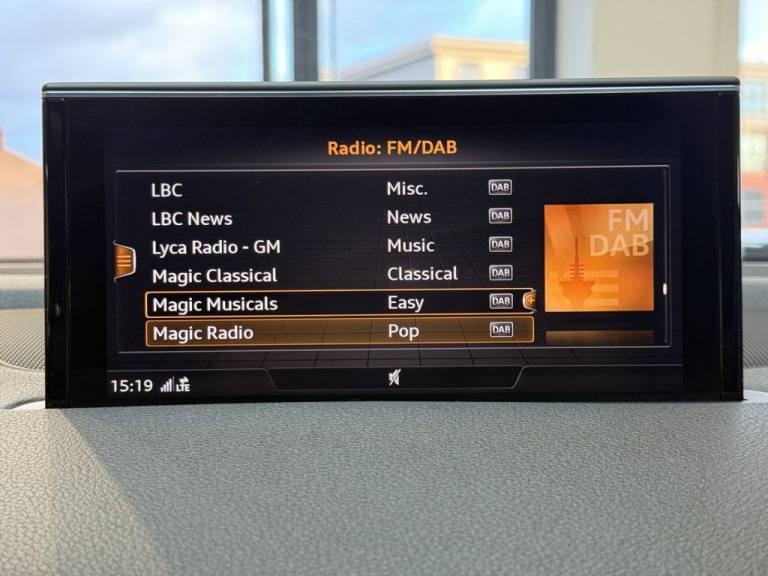 Radio: FM/DAB
LBC Misc. DAB
LBC News News DAB
Lyca Radio - GM Music DAB
Magic Classical Classical DAB
Magic Musicals Easy DAB
Magic Radio Pop DAB
FM
DAB
15:19 LTE